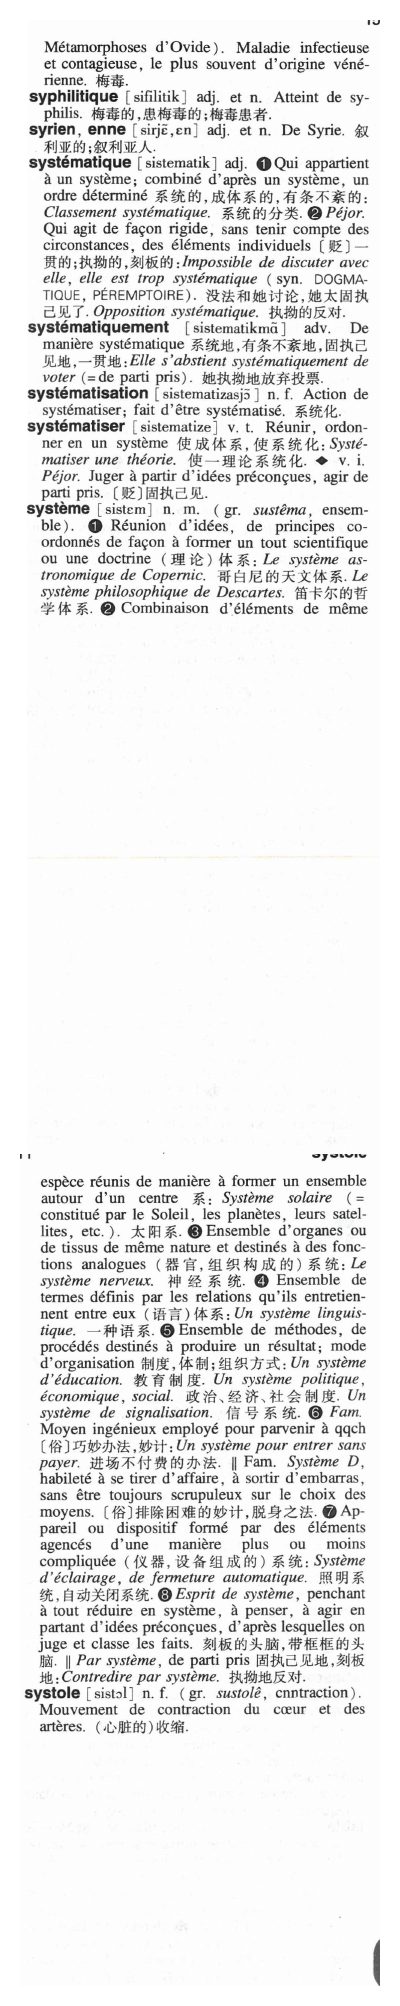 Métamorphoses d'Ovide). Maladie infectieuse
et contagieuse, le plus souvent d'origine véné-
rienne. 梅毒.
syphilitique [sifilitik] adj. et n. Atteint de sy-
philis. 梅毒的,患梅毒的;梅毒患者.
syrien, enne [sirjɛ̃,ɛn] adj. et n. De Syrie. 叙
利亚的;叙利亚人.
systématique [sistematik] adj. ❶ Qui appartient
à un système; combiné d'après un système, un
ordre déterminé 系统的,成体系的,有条不紊的:
Classement systématique. 系统的分类. ❷ Péjor.
Qui agit de façon rigide, sans tenir compte des
circonstances, des éléments individuels 〔贬〕一
贯的;执拗的,刻板的:Impossible de discuter avec
elle, elle est trop systématique (syn. DOGMA-
TIQUE, PÉREMPTOIRE). 没法和她讨论,她太固执
己见了. Opposition systématique. 执拗的反对.
systématiquement [sistematikmɑ̃] adv. De
manière systématique 系统地,有条不紊地,固执己
见地,一贯地:Elle s'abstient systématiquement de
voter (= de parti pris). 她执拗地放弃投票.
systématisation [sistematizasjɔ̃] n. f. Action de
systématiser; fait d'être systématisé. 系统化.
systématiser [sistematize] v. t. Réunir, ordon-
ner en un système 使成体系,使系统化: Systé-
matiser une théorie. 使一理论系统化. ◆ v. i.
Péjor. Juger à partir d'idées préconçues, agir de
parti pris. 〔贬〕固执己见.
système [sistɛm] n. m. (gr. sustêma, ensem-
ble). ❶ Réunion d'idées, de principes co-
ordonnés de façon à former un tout scientifique
ou une doctrine (理论) 体系: Le système as-
tronomique de Copernic. 哥白尼的天文体系. Le
système philosophique de Descartes. 笛卡尔的哲
学体系. ❷ Combinaison d'éléments de même
espèce réunis de manière à former un ensemble
autour d'un centre 系: Système solaire (=
constitué par le Soleil, les planètes, leurs satel-
lites, etc.). 太阳系. ❸ Ensemble d'organes ou
de tissus de même nature et destinés à des fonc-
tions analogues (器官,组织构成的) 系统: Le
système nerveux. 神经系统. ❹ Ensemble de
termes définis par les relations qu'ils entretien-
nent entre eux (语言)体系: Un système linguis-
tique. 一种语系. ❺ Ensemble de méthodes, de
procédés destinés à produire un résultat; mode
d'organisation 制度,体制;组织方式: Un système
d'éducation. 教育制度. Un système politique,
économique, social. 政治、经济、社会制度. Un
système de signalisation. 信号系统. ❻ Fam.
Moyen ingénieux employé pour parvenir à qqch
〔俗〕巧妙办法,妙计: Un système pour entrer sans
payer. 进场不付费的办法. ‖ Fam. Système D,
habileté à se tirer d'affaire, à sortir d'embarras,
sans être toujours scrupuleux sur le choix des
moyens. 〔俗〕排除困难的妙计,脱身之法. ❼ Ap-
pareil ou dispositif formé par des éléments
agencés d'une manière plus ou moins
compliquée (仪器,设备组成的) 系统: Système
d'éclairage, de fermeture automatique. 照明系
统,自动关闭系统. ❽ Esprit de système, penchant
à tout réduire en système, à penser, à agir en
partant d'idées préconçues, d'après lesquelles on
juge et classe les faits. 刻板的头脑,带框框的头
脑. ‖ Par système, de parti pris 固执己见地,刻板
地: Contredire par système. 执拗地反对.
systole [sistɔl] n. f. (gr. sustolê, cnntraction).
Mouvement de contraction du cœur et des
artères. (心脏的)收缩.